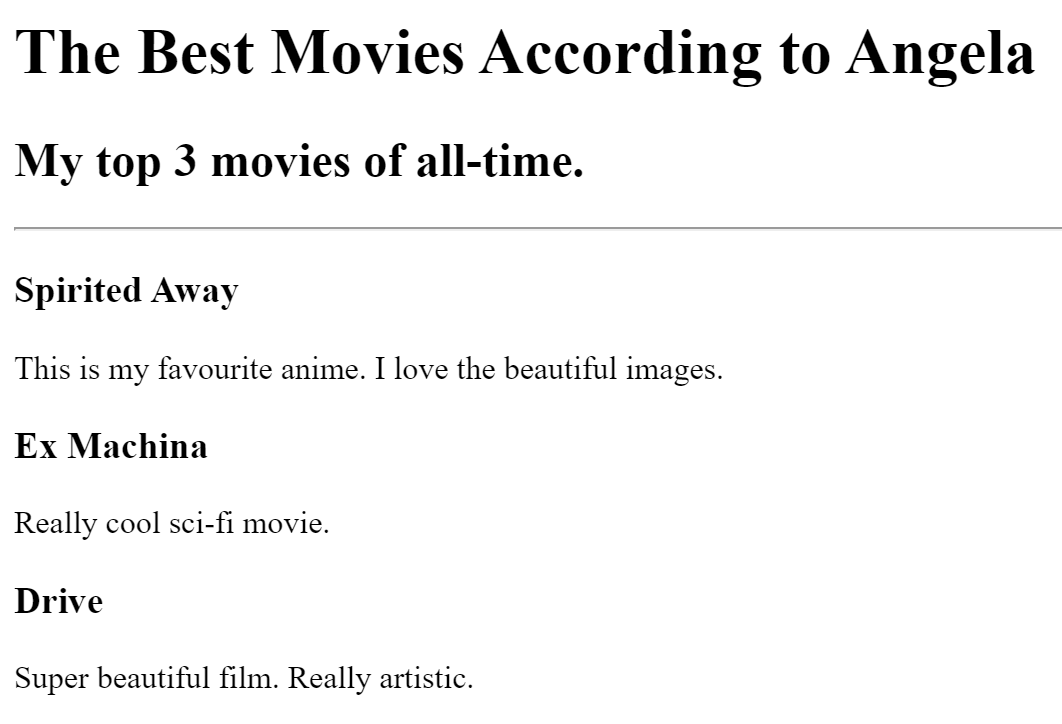 The Best Movies According to Angela
My top 3 movies of all-time.
Spirited Away
This is my favourite anime. I love the beautiful images.
Ex Machina
Really cool sci-fi movie.
Drive
Super beautiful film. Really artistic.